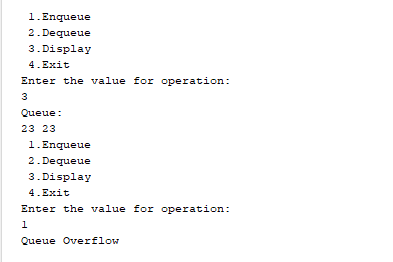 1.Enqueue
2.Dequeue
3.Display
4.Exit
Enter the value for operation:
3
Queue:
23 23
1.Enqueue
2.Dequeue
3.Display
4.Exit
Enter the value for operation:
1
Queue Overflow